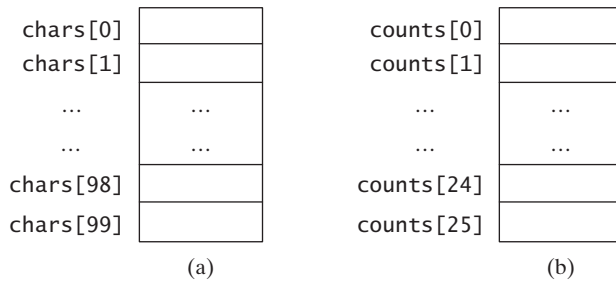 chars[0]
chars[1]
... ...
... ...
chars[98]
chars[99]
(a)
counts[0]
counts[1]
... ...
... ...
counts[24]
counts[25]
(b)